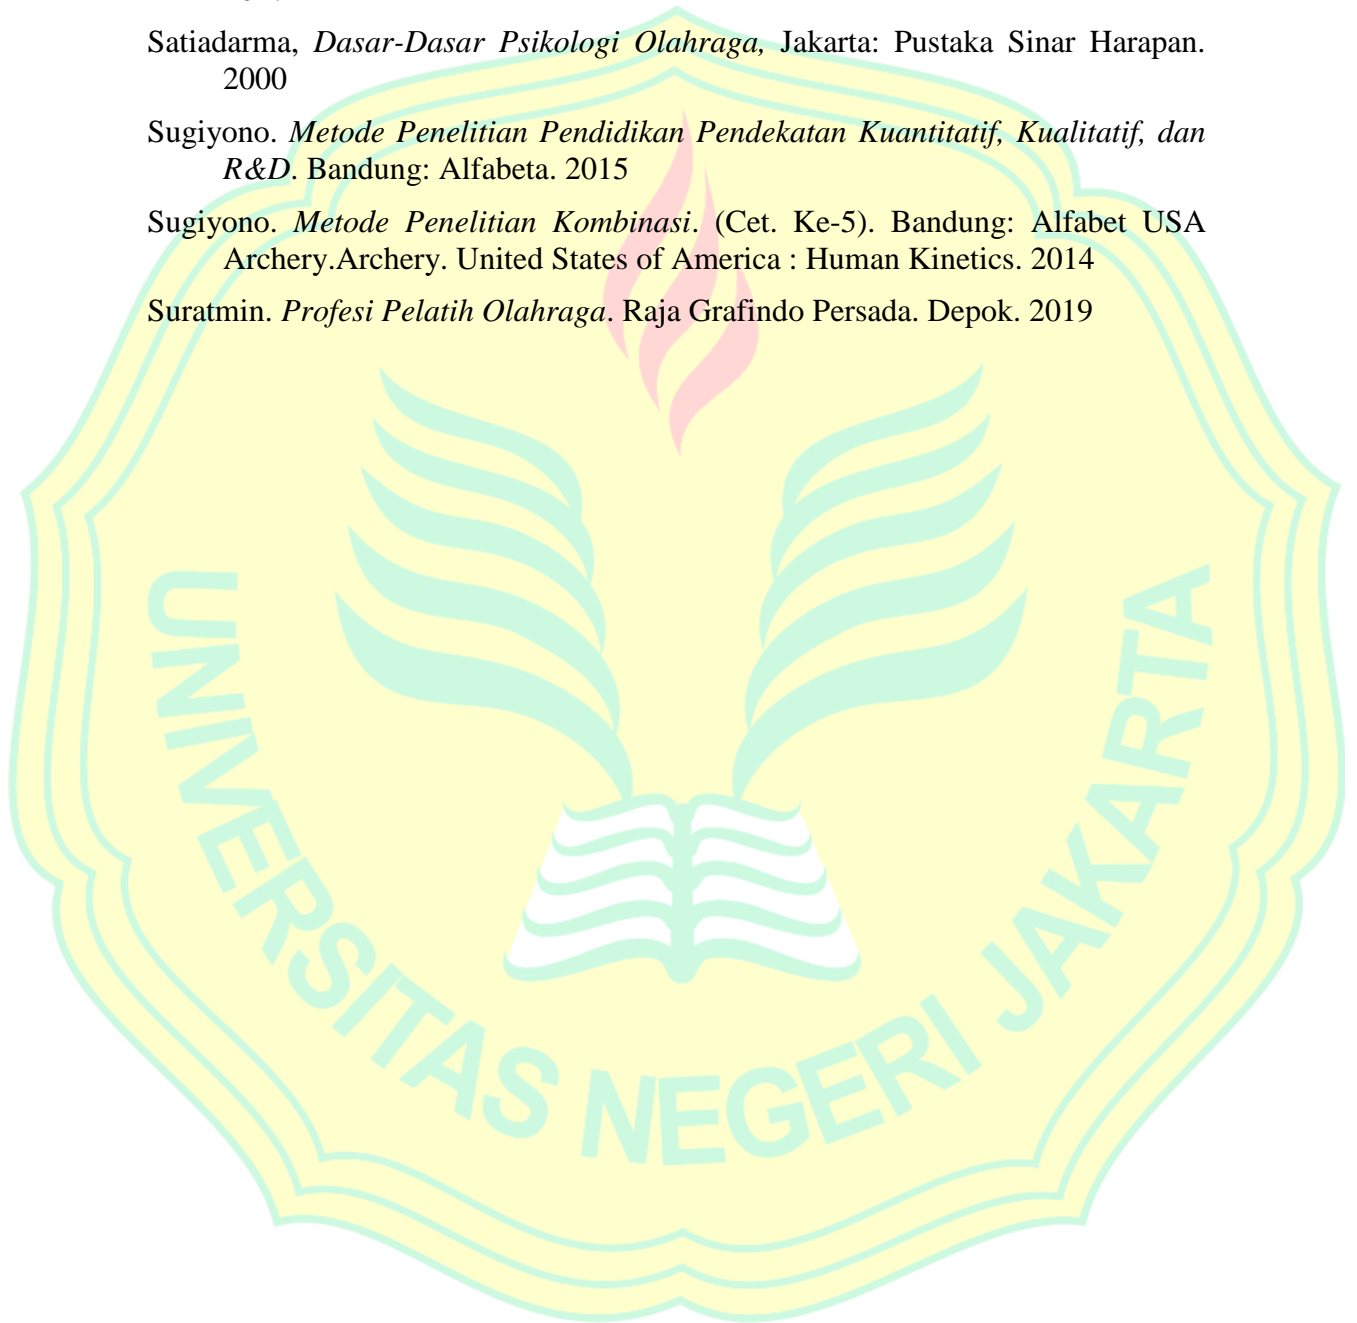 Satiadarma, Dasar-Dasar Psikologi Olahraga, Jakarta: Pustaka Sinar Harapan.
2000
Sugiyono. Metode Penelitian Pendidikan Pendekatan Kuantitatif, Kualitatif, dan
R&D. Bandung: Alfabeta. 2015
Sugiyono. Metode Penelitian Kombinasi. (Cet. Ke-5). Bandung: Alfabet USA
Archery.Archery. United States of America : Human Kinetics. 2014
Suratmin. Profesi Pelatih Olahraga. Raja Grafindo Persada. Depok. 2019
UNIVERSITAS NEGERI JAKARTA